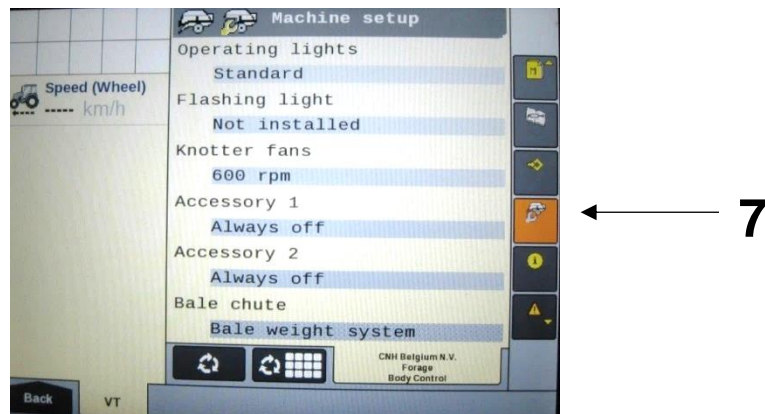 Machine setup
Operating lights
Standard
Speed (Wheel)
----- km/h
Flashing light
Not installed
Knotter fans
600 rpm
Accessory 1
Always off
Accessory 2
Always off
Bale chute
Bale weight system
CNH Belgium N.V.
Forage
Body Control
Back
VT
7